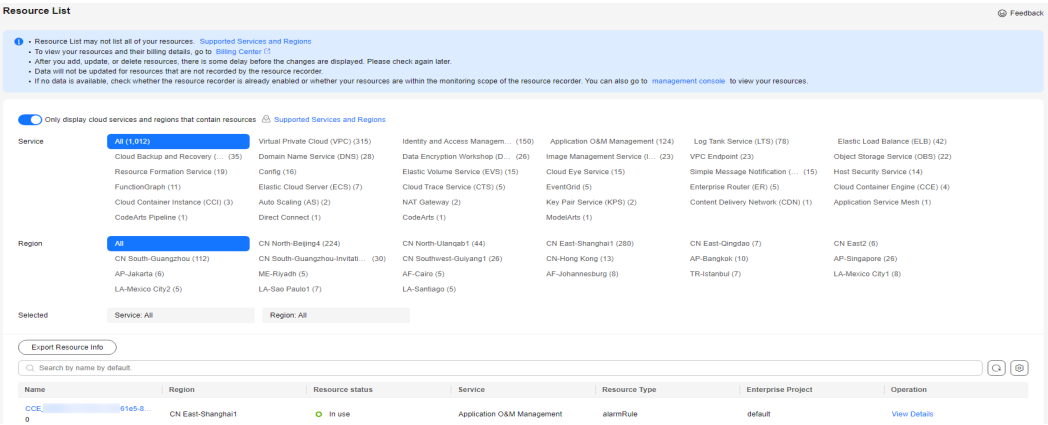 Resource List
Feedback
• Resource List may not list all of your resources. Supported Services and Regions
• To view your resources and their billing details, go to Billing Center
• After you add, update, or delete resources, there is some delay before the changes are displayed. Please check again later.
• Data will not be updated for resources that are not recorded by the resource recorder.
• If no data is available, check whether the resource recorder is already enabled or whether your resources are within the monitoring scope of the resource recorder. You can also go to management console to view your resources.
Only display cloud services and regions that contain resources Supported Services and Regions
Service All (1,012) Virtual Private Cloud (VPC) (315) Identity and Access Managem... (150) Application O&M Management (124) Log Tank Service (LTS) (78) Elastic Load Balance (ELB) (42)
Cloud Backup and Recovery (... (35) Domain Name Service (DNS) (28) Data Encryption Workshop (D... (26) Image Management Service (I... (23) VPC Endpoint (23) Object Storage Service (OBS) (22)
Resource Formation Service (19) Config (16) Elastic Volume Service (EVS) (15) Cloud Eye Service (15) Simple Message Notification (... (15) Host Security Service (14)
FunctionGraph (11) Elastic Cloud Server (ECS) (7) Cloud Trace Service (CTS) (5) EventGrid (5) Enterprise Router (ER) (5) Cloud Container Engine (CCE) (4)
Cloud Container Instance (CCI) (3) Auto Scaling (AS) (2) NAT Gateway (2) Key Pair Service (KPS) (2) Content Delivery Network (CDN) (1) Application Service Mesh (1)
CodeArts Pipeline (1) Direct Connect (1) CodeArts (1) ModelArts (1)
Region All CN North-Beijing4 (224) CN North-Ulanqab1 (44) CN East-Shanghai1 (280) CN East-Qingdao (7) CN East2 (6)
CN South-Guangzhou (112) CN South-Guangzhou-Invitati... (30) CN Southwest-Guiyang1 (26) CN-Hong Kong (13) AP-Bangkok (10) AP-Singapore (26)
AP-Jakarta (6) ME-Riyadh (5) AF-Cairo (5) AF-Johannesburg (8) TR-Istanbul (7) LA-Mexico City1 (8)
LA-Mexico City2 (5) LA-Sao Paulo1 (7) LA-Santiago (5)
Selected Service: All Region: All
Export Resource Info
Search by name by default.
Name Region Resource status Service Resource Type Enterprise Project Operation
CCE_ 61e5-8... CN East-Shanghai1 In use Application O&M Management alarmRule default View Details
0